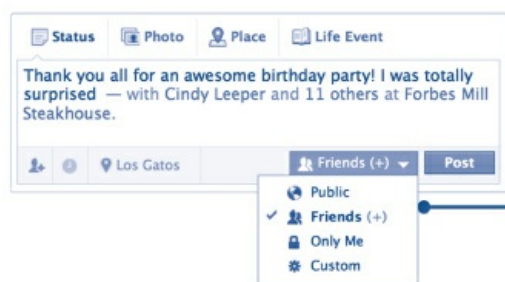 Status Photo Place Life Event
Thank you all for an awesome birthday party! I was totally
surprised — with Cindy Leeper and 11 others at Forbes Mill
Steakhouse.
Los Gatos Friends (+) Post
Public
Friends (+)
Only Me
Custom